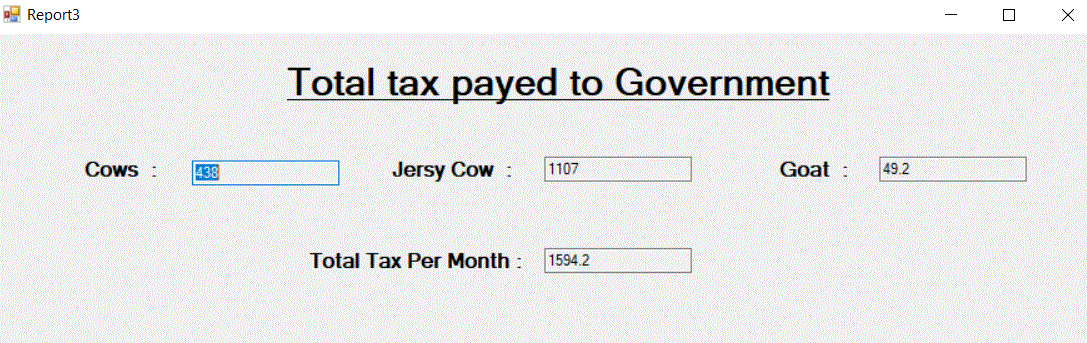 Report3
Total tax payed to Government
Cows : 438 Jersy Cow : 1107 Goat : 49.2
Total Tax Per Month : 1594.2